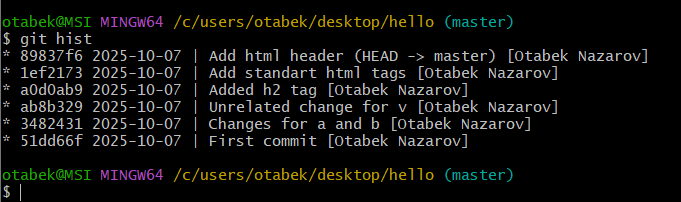 otabek@MSI MINGW64 /c/users/otabek/desktop/hello (master)
$ git hist
* 89837f6 2025-10-07 | Add html header (HEAD -> master) [Otabek Nazarov]
* 1ef2173 2025-10-07 | Add standart html tags [Otabek Nazarov]
* a0d0ab9 2025-10-07 | Added h2 tag [Otabek Nazarov]
* ab8b329 2025-10-07 | Unrelated change for v [Otabek Nazarov]
* 3482431 2025-10-07 | Changes for a and b [Otabek Nazarov]
* 51dd66f 2025-10-07 | First commit [Otabek Nazarov]
otabek@MSI MINGW64 /c/users/otabek/desktop/hello (master)
$